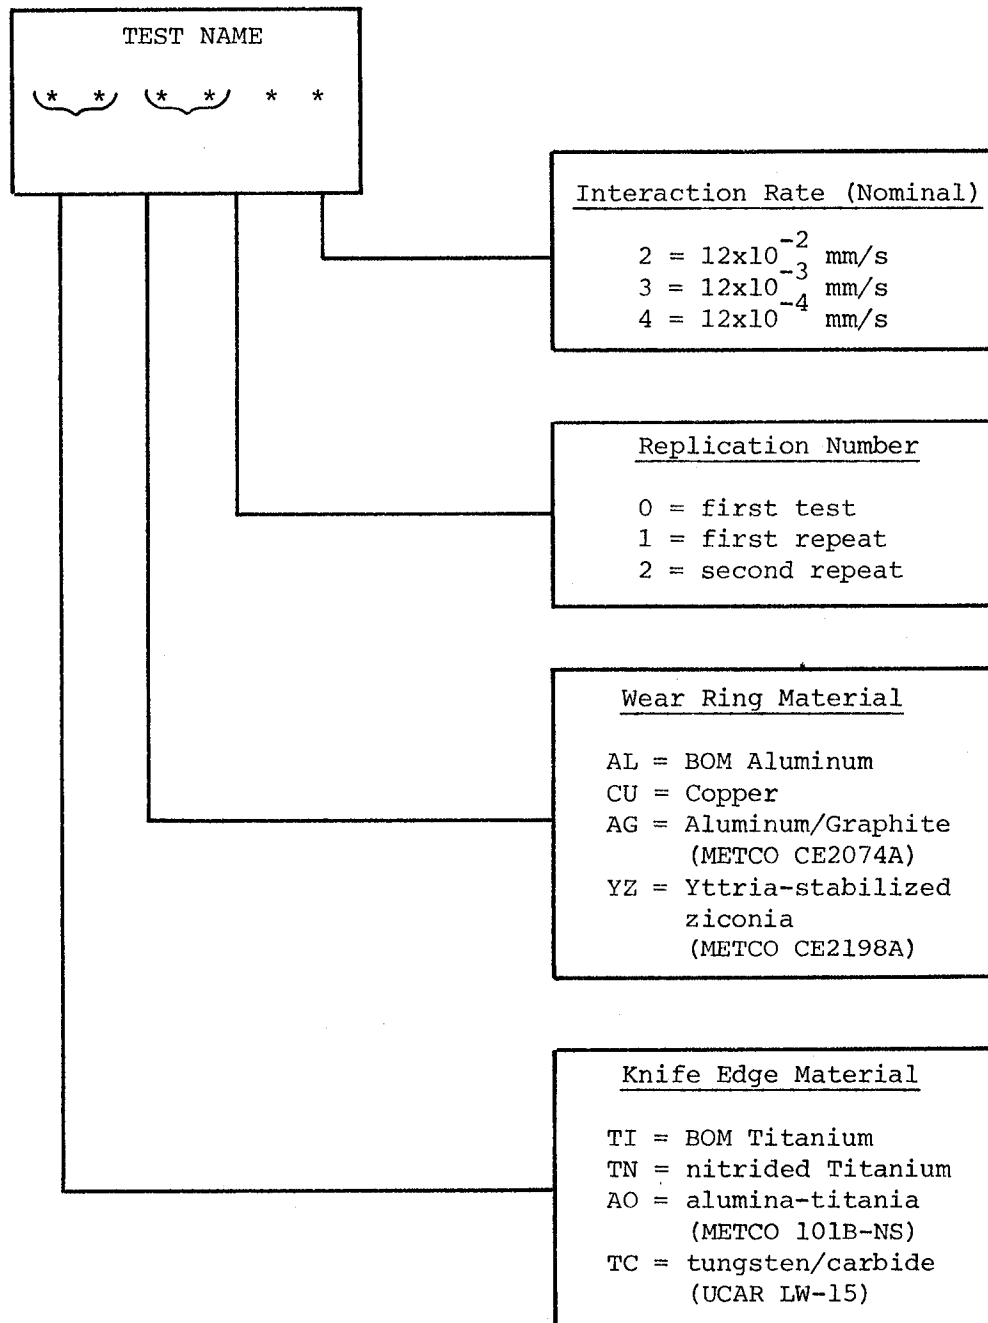 TEST NAME
* * * * * *
Interaction Rate (Nominal)
2 = 12x10^-2 mm/s
3 = 12x10^-3 mm/s
4 = 12x10^-4 mm/s
Replication Number
0 = first test
1 = first repeat
2 = second repeat
Wear Ring Material
AL = BOM Aluminum
CU = Copper
AG = Aluminum/Graphite
(METCO CE2074A)
YZ = Yttria-stabilized
ziconia
(METCO CE2198A)
Knife Edge Material
TI = BOM Titanium
TN = nitrided Titanium
AO = alumina-titania
(METCO 101B-NS)
TC = tungsten/carbide
(UCAR LW-15)